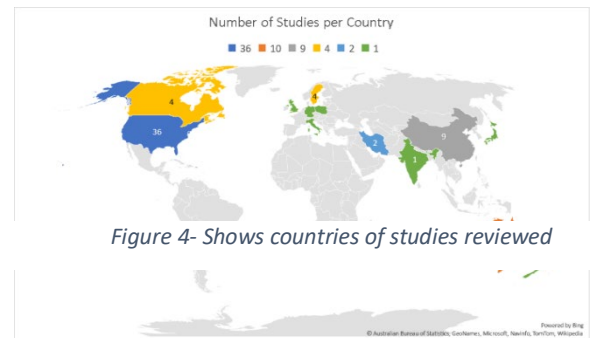 Number of Studies per Country
36 10 9 4 2 1
4
4
36
9
2
1
Figure 4- Shows countries of studies reviewed
Powered by Bing
© Australian Bureau of Statistics, GeoNames, Microsoft, Navinfo, TomTom, Wikipedia